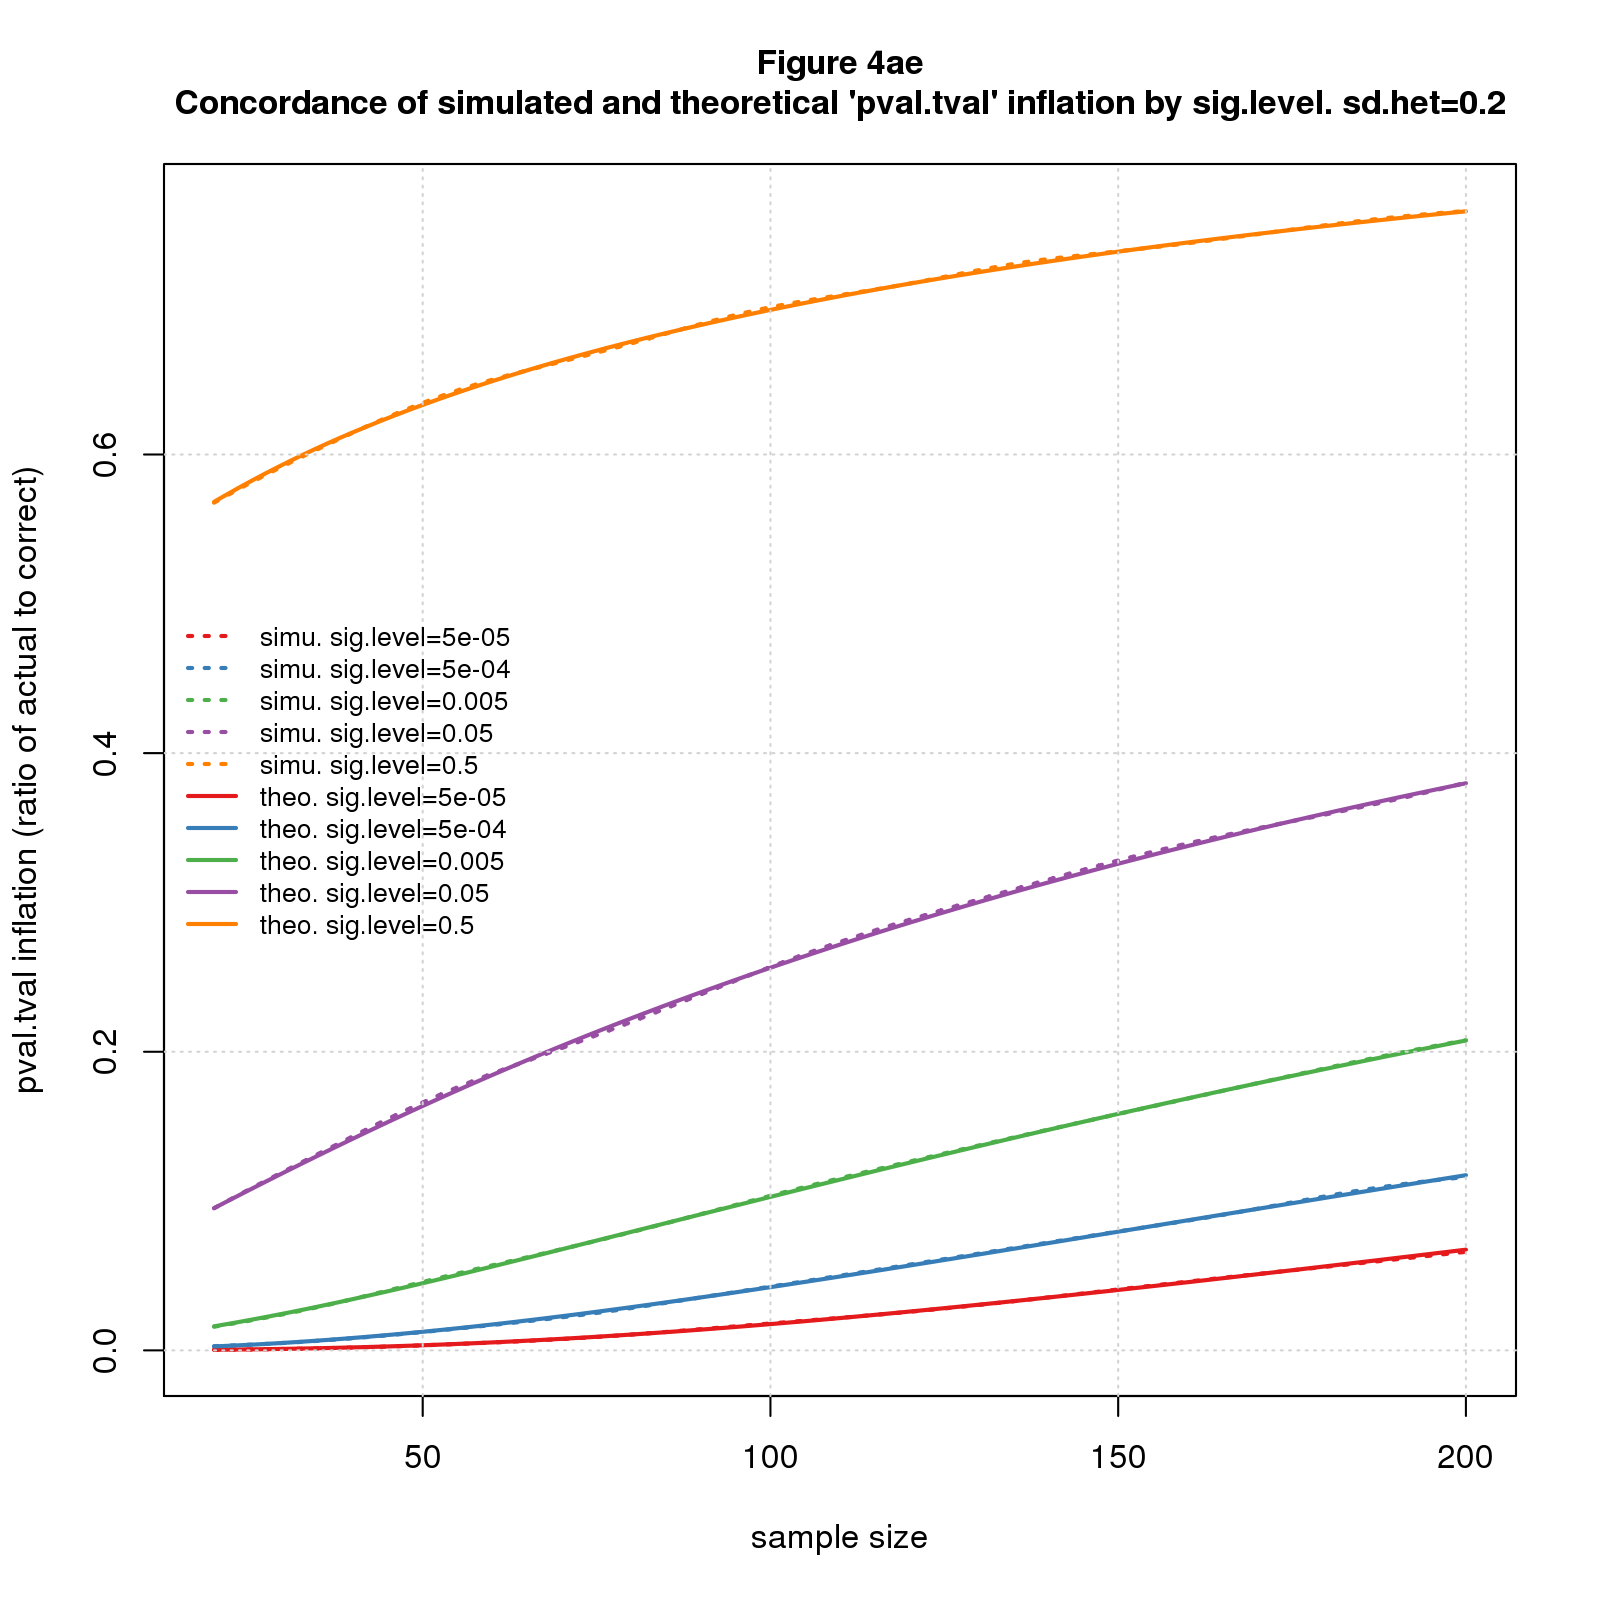 Figure 4ae
Concordance of simulated and theoretical 'pval.tval' inflation by sig.level. sd.het=0.2
pval.tval inflation (ratio of actual to correct)
0.6
0.4
0.2
0.0
simu. sig.level=5e-05
simu. sig.level=5e-04
simu. sig.level=0.005
simu. sig.level=0.05
simu. sig.level=0.5
theo. sig.level=5e-05
theo. sig.level=5e-04
theo. sig.level=0.005
theo. sig.level=0.05
theo. sig.level=0.5
50 100 150 200
sample size